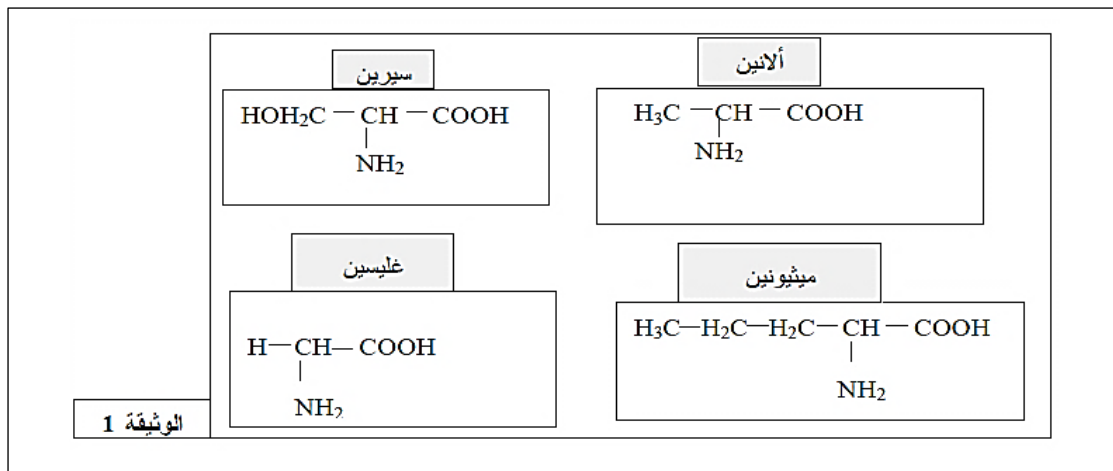 ألانين
سيرين
H₃C — CH — COOH
NH₂
HOH₂C — CH — COOH
NH₂
ميثيونين
غليسين
H₃C—H₂C—H₂C—CH — COOH
NH₂
H—CH—COOH
NH₂
الوثيقة 1